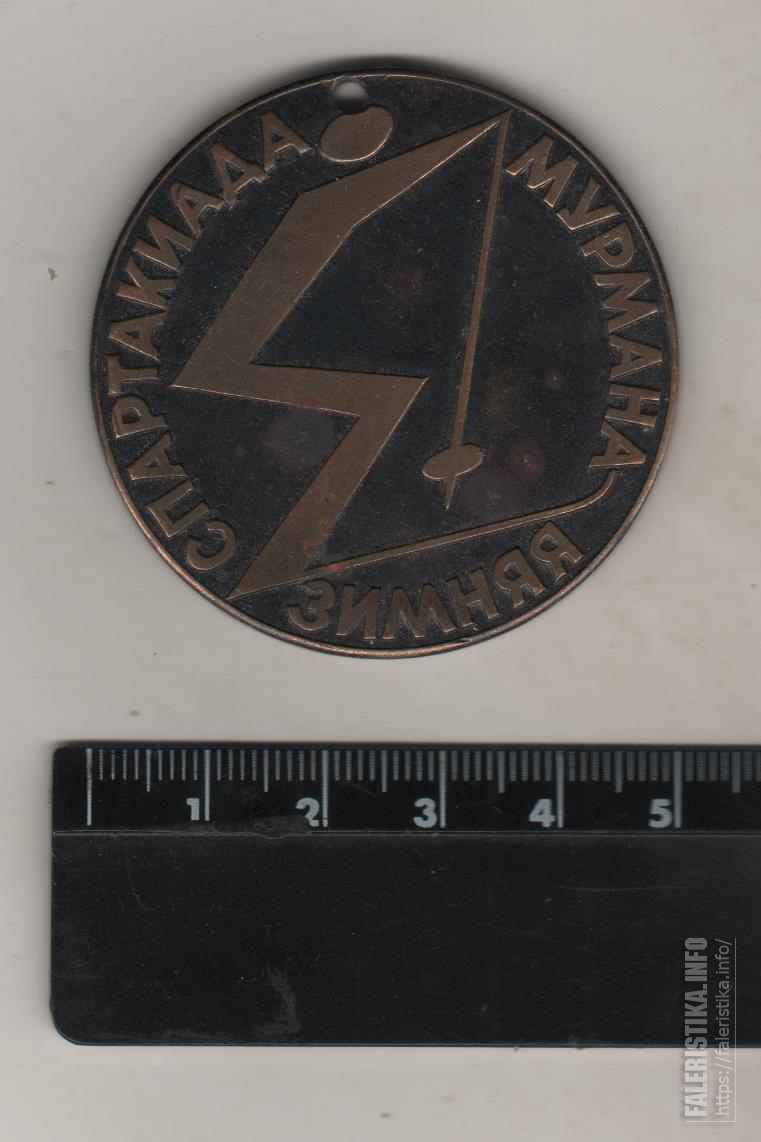 СПАРТАКИАДА
МУРМАНА
ЗИМНЯЯ
1 2 3 4 5
FALERISTIKA.INFO
https://faleristika.info/